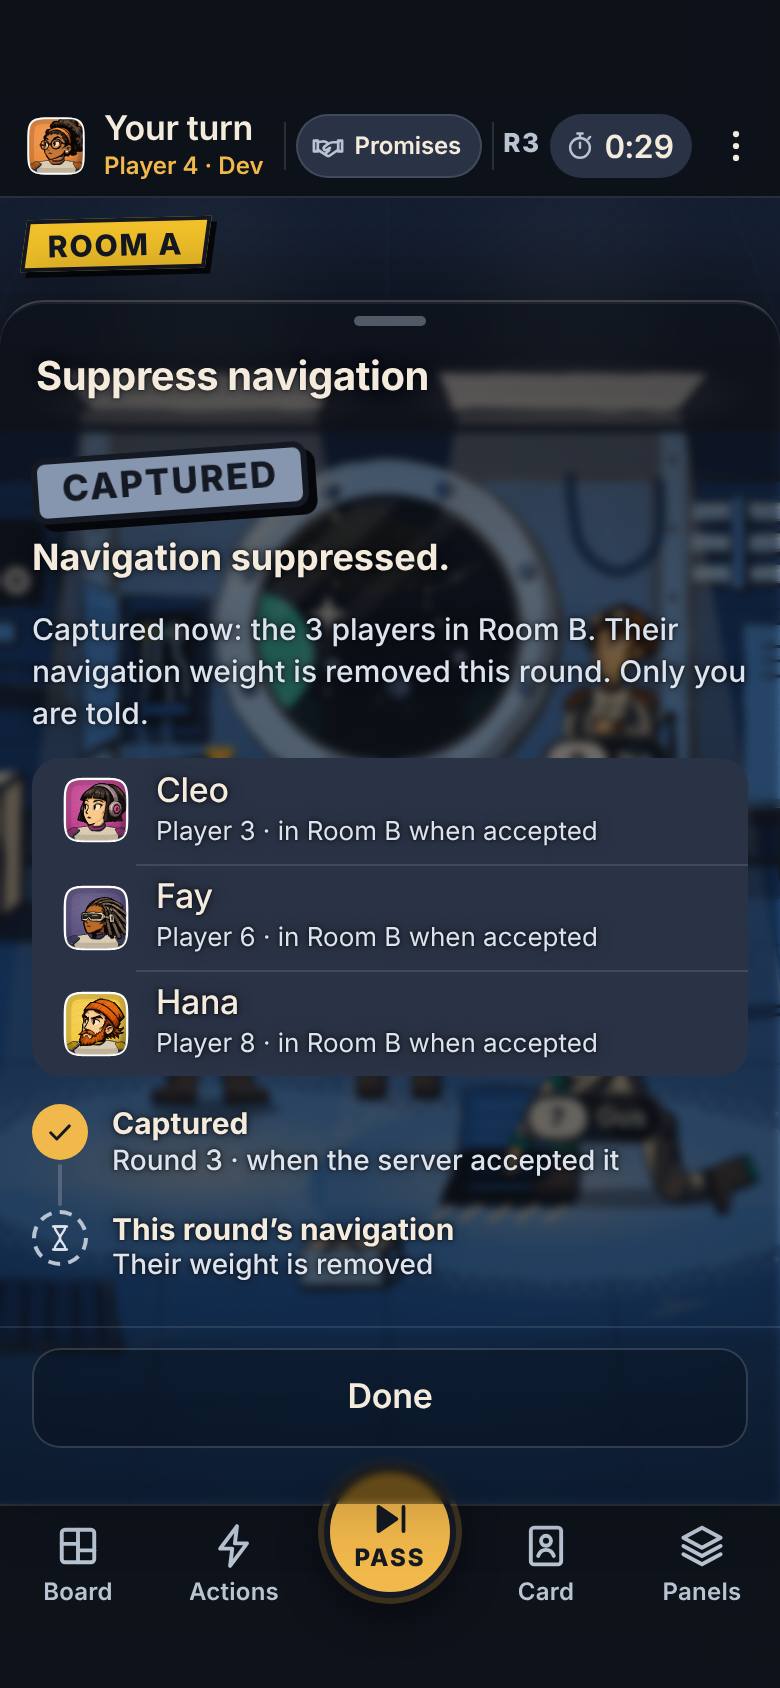 Your turn
Player 4 · Dev
Promises
R3
0:29
ROOM A
Suppress navigation
CAPTURED
Navigation suppressed.
Captured now: the 3 players in Room B. Their
navigation weight is removed this round. Only you
are told.
Cleo
Player 3 · in Room B when accepted
Fay
Player 6 · in Room B when accepted
Hana
Player 8 · in Room B when accepted
7 Gus
Captured
Round 3 · when the server accepted it
This round's navigation
Their weight is removed
Done
PASS
Board
Actions
Card
Panels